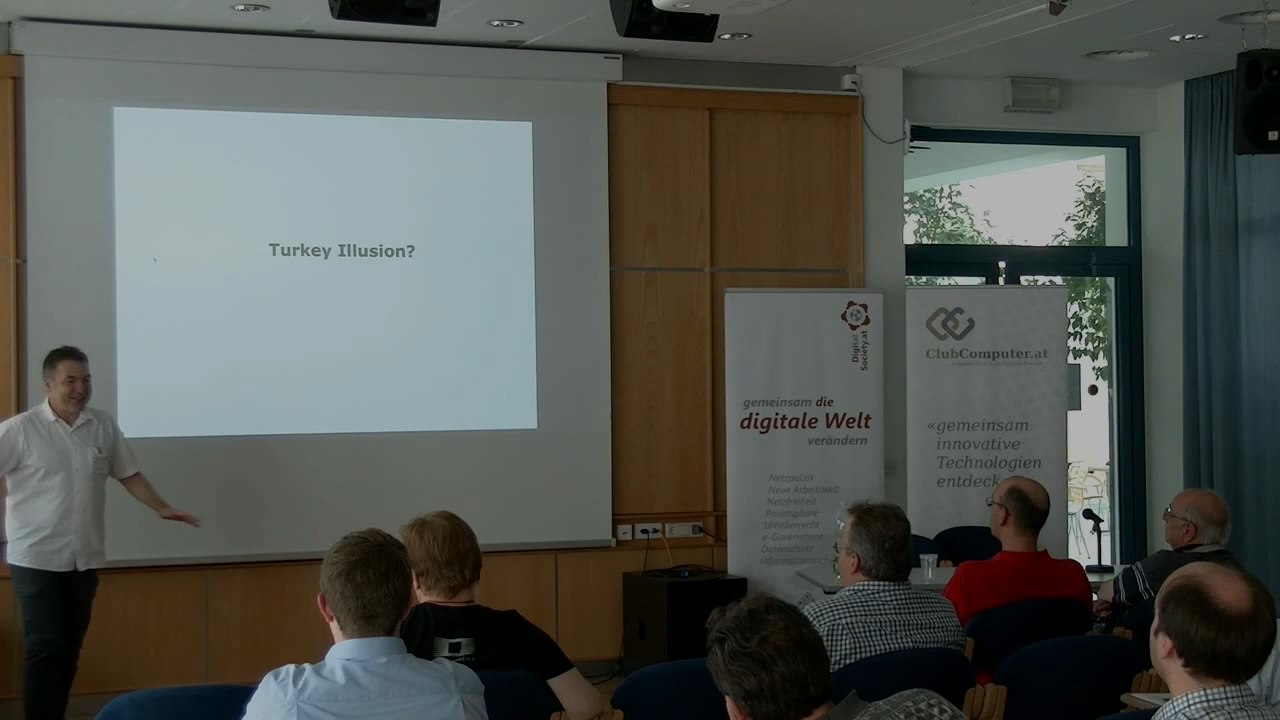 Turkey Illusion?
Digital
Society.at
gemeinsam die
digitale Welt
verändern
Netzpolitik
Neue Arbeitswelt
Netzfreiheit
Privatsphäre
Urheberrecht
e-Government
Datenschutz
ClubComputer.at
«gemeinsam
innovative
Technologien